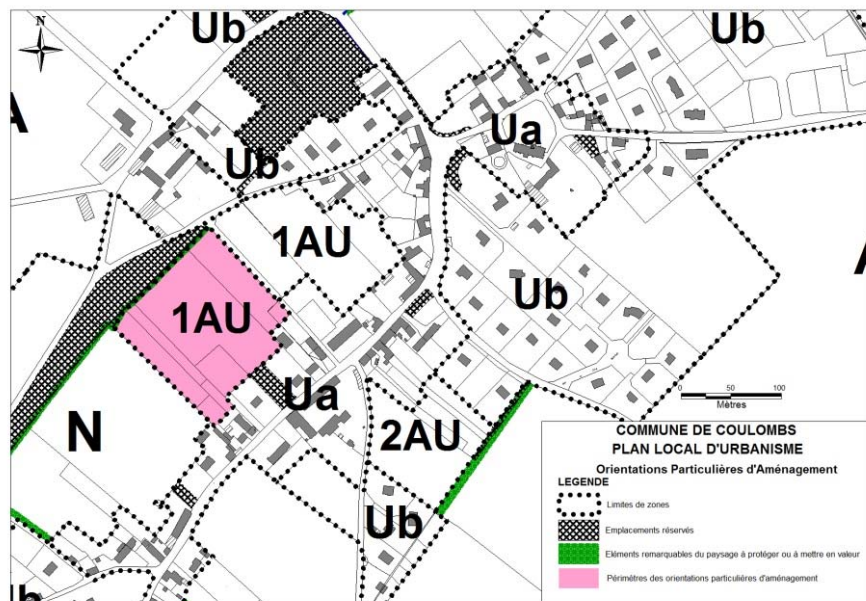 N
Ub
Ub
A
Ua
Ub
1AU
A
1AU
Ub
Ua
N
2AU
Ub
Ub
0 50 100
Mètres
COMMUNE DE COULOMBS
PLAN LOCAL D'URBANISME
Orientations Particulières d'Aménagement
LEGENDE
Limites de zones
Emplacements réservés
Eléments remarquables du paysage à protéger ou à mettre en valeur
Périmètres des orientations particulières d'aménagement